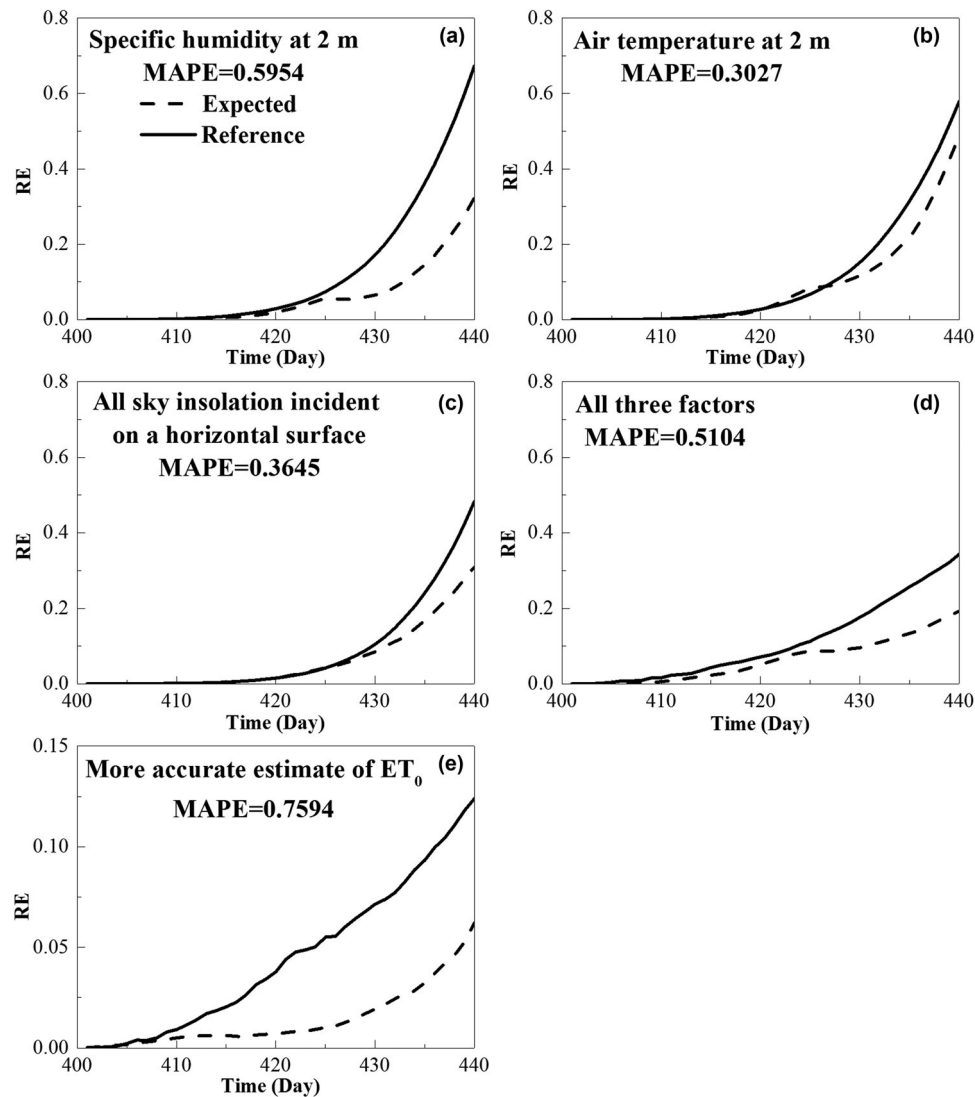 Specific humidity at 2 m
(a)
MAPE=0.5954
Expected
Reference
RE
0.8
0.6
0.4
0.2
0.0
400 410 420 430 440
Time (Day)
Air temperature at 2 m
(b)
MAPE=0.3027
RE
0.8
0.6
0.4
0.2
0.0
400 410 420 430 440
Time (Day)
All sky insolation incident
on a horizontal surface
(c)
MAPE=0.3645
RE
0.8
0.6
0.4
0.2
0.0
400 410 420 430 440
Time (Day)
All three factors
(d)
MAPE=0.5104
RE
0.8
0.6
0.4
0.2
0.0
400 410 420 430 440
Time (Day)
More accurate estimate of ET₀
(e)
MAPE=0.7594
RE
0.15
0.10
0.05
0.00
400 410 420 430 440
Time (Day)